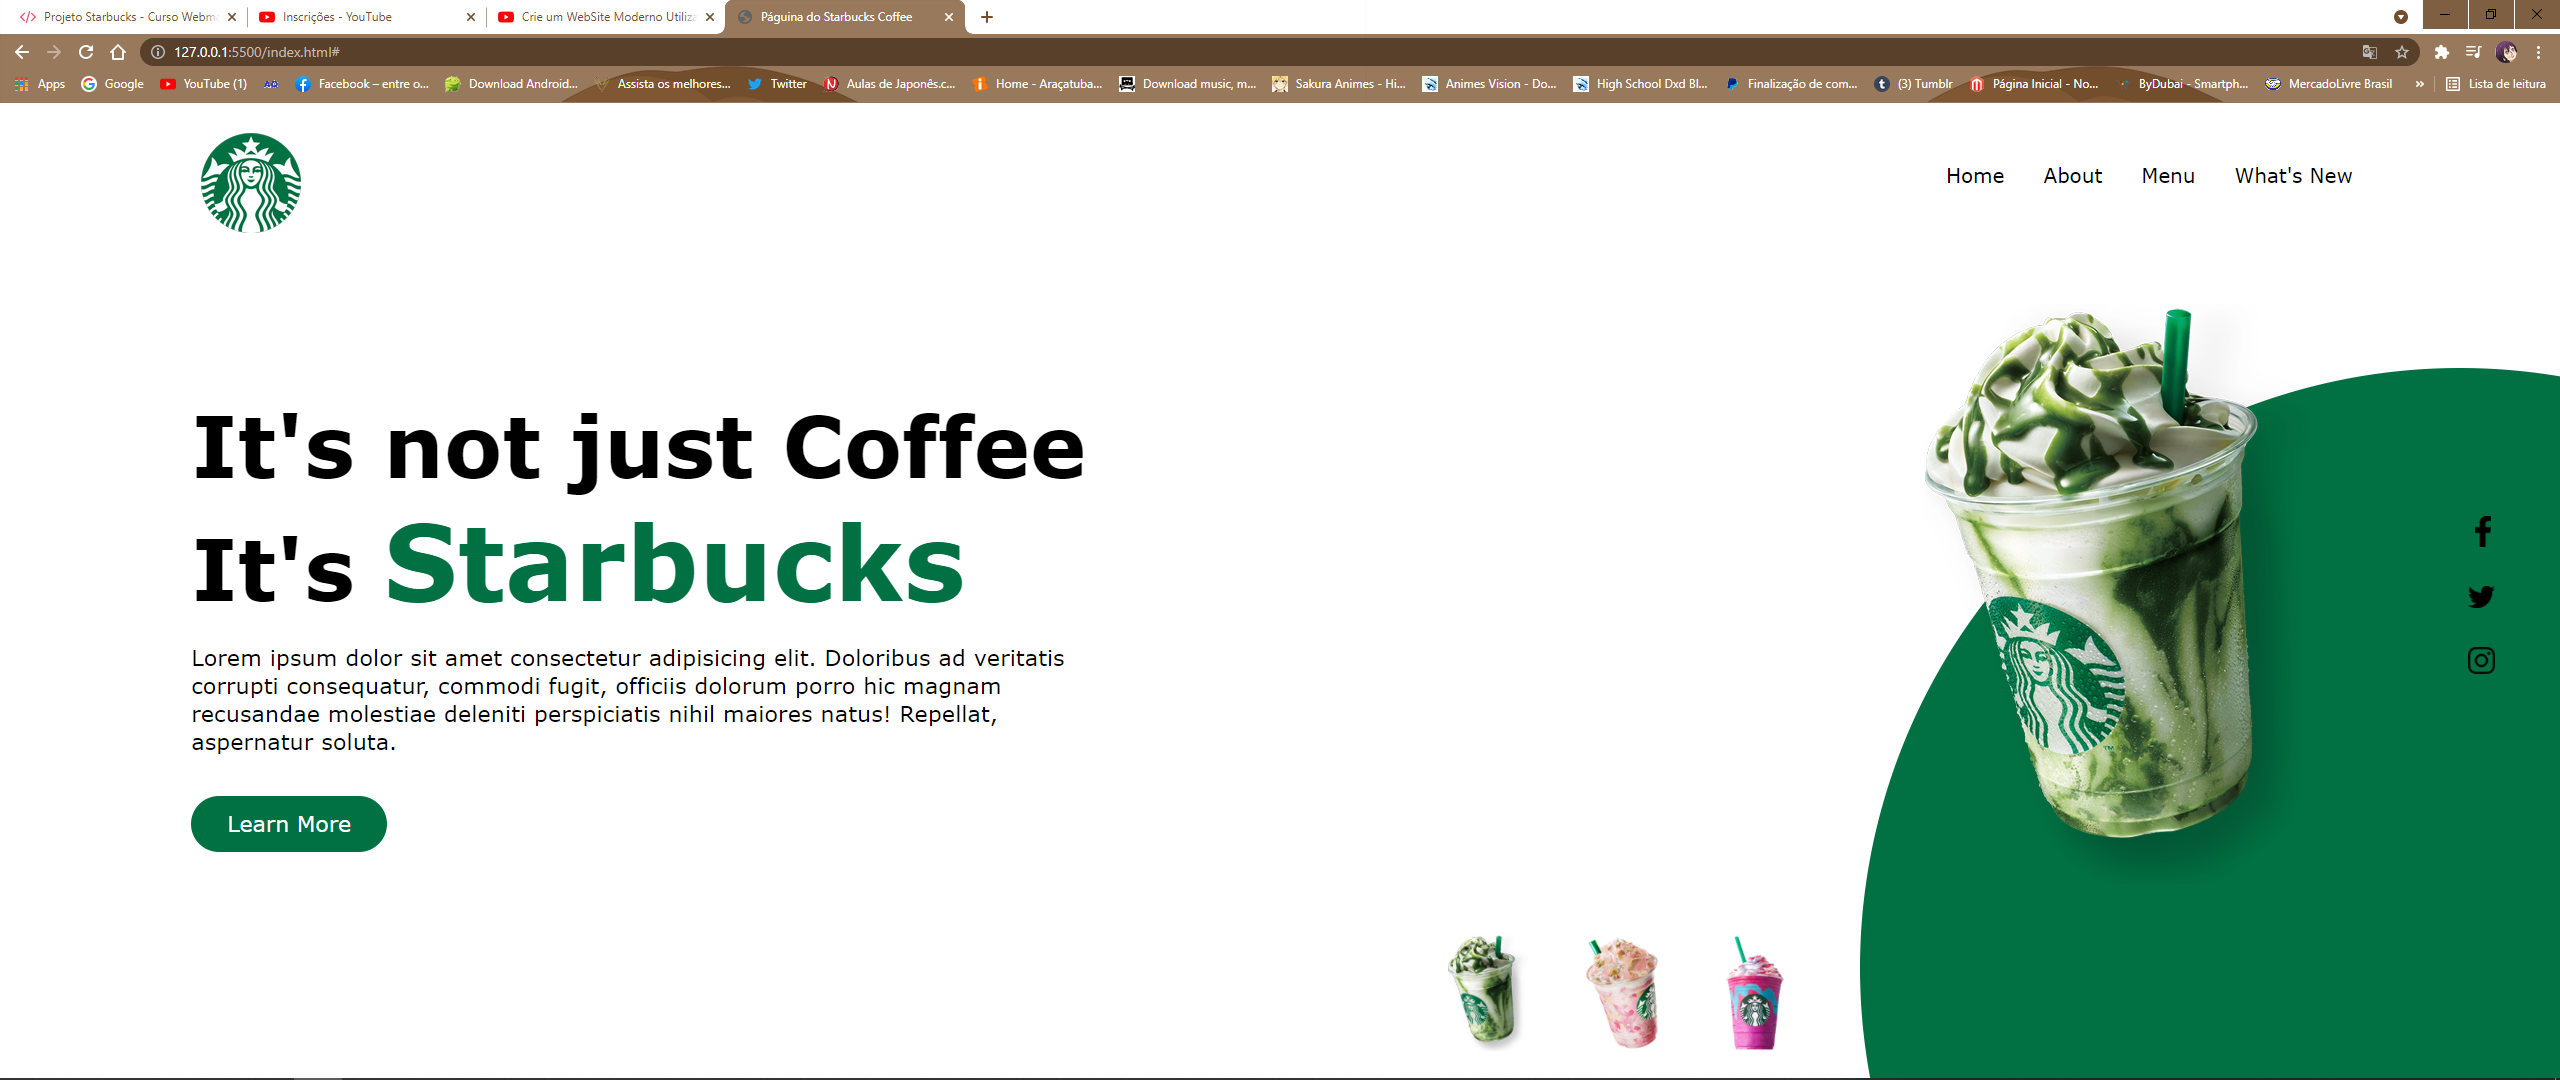 Projeto Starbucks - Curso Webma
Inscrições - YouTube
Crie um WebSite Moderno Utiliza
Páguina do Starbucks Coffee
127.0.0.1:5500/index.html#
Apps
Google
YouTube (1)
Facebook – entre o...
Download Android...
Assista os melhores...
Twitter
Aulas de Japonês.c...
Home - Araçatuba...
Download music, m...
Sakura Animes - Hi...
Animes Vision - Do...
High School Dxd Bl...
Finalização de com...
(3) Tumblr
Página Inicial - No...
ByDubai - Smartph...
MercadoLivre Brasil
»
Lista de leitura
Home
About
Menu
What's New
It's not just Coffee
It's Starbucks
Lorem ipsum dolor sit amet consectetur adipisicing elit. Doloribus ad veritatis
corrupti consequatur, commodi fugit, officiis dolorum porro hic magnam
recusandae molestiae deleniti perspiciatis nihil maiores natus! Repellat,
aspernatur soluta.
Learn More